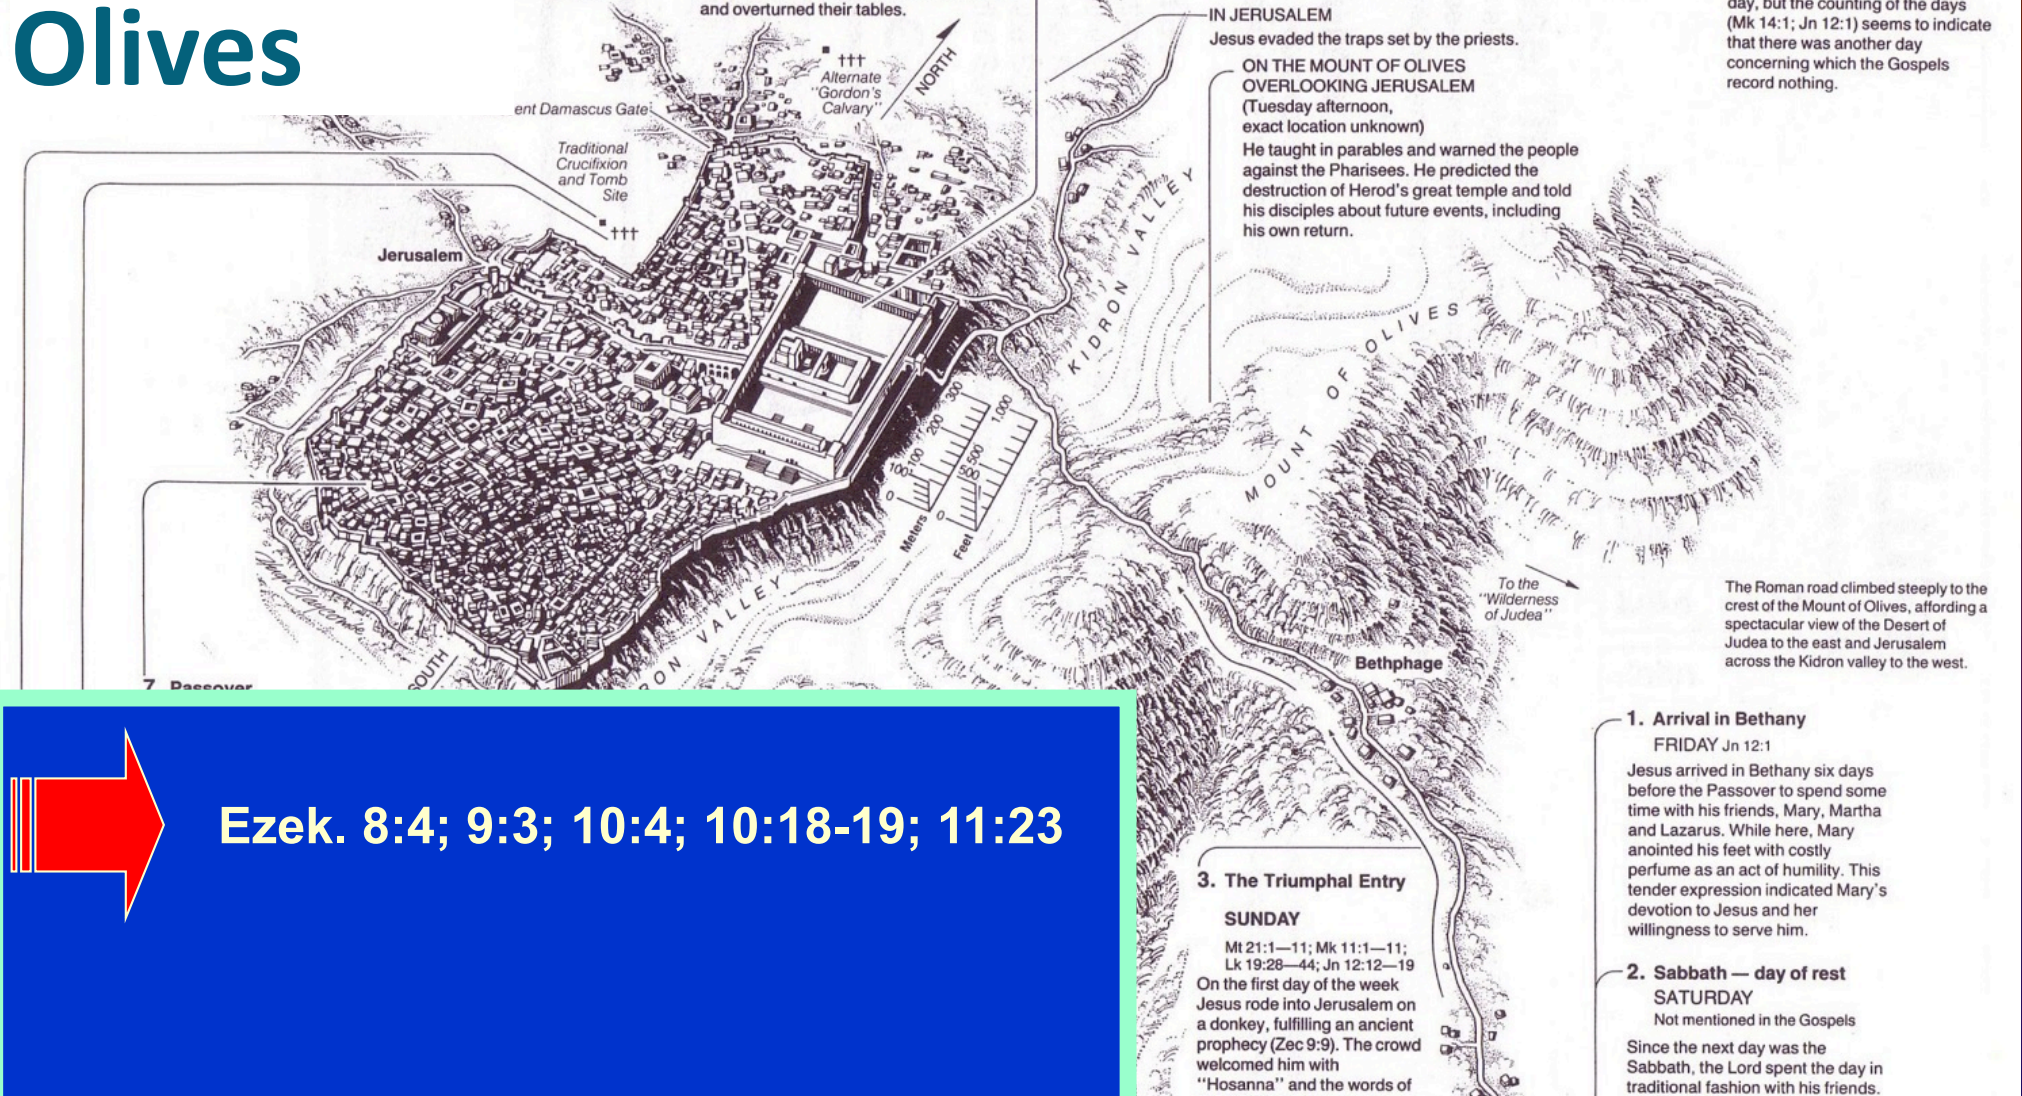 Olives
and overturned their tables.
NORTH
†††
Alternate
"Gordon's
Calvary"
ent Damascus Gate
Traditional
Crucifixion
and Tomb
Site
†††
Jerusalem
IN JERUSALEM
Jesus evaded the traps set by the priests.
ON THE MOUNT OF OLIVES
OVERLOOKING JERUSALEM
(Tuesday afternoon,
exact location unknown)
He taught in parables and warned the people
against the Pharisees. He predicted the
destruction of Herod's great temple and told
his disciples about future events, including
his own return.
day, but the counting of the days
(Mk 14:1; Jn 12:1) seems to indicate
that there was another day
concerning which the Gospels
record nothing.
KIDRON VALLEY
MOUNT OF OLIVES
300
200
100
100
0
Meters
1,000
500
500
0
Feet
To the
"Wilderness
of Judea"
The Roman road climbed steeply to the
crest of the Mount of Olives, affording a
spectacular view of the Desert of
Judea to the east and Jerusalem
across the Kidron valley to the west.
Bethphage
RON VALLEY
SOUTH
7. Passover
Ezek. 8:4; 9:3; 10:4; 10:18-19; 11:23
3. The Triumphal Entry
SUNDAY
Mt 21:1—11; Mk 11:1—11;
Lk 19:28—44; Jn 12:12—19
On the first day of the week
Jesus rode into Jerusalem on
a donkey, fulfilling an ancient
prophecy (Zec 9:9). The crowd
welcomed him with
"Hosanna" and the words of
1. Arrival in Bethany
FRIDAY Jn 12:1
Jesus arrived in Bethany six days
before the Passover to spend some
time with his friends, Mary, Martha
and Lazarus. While here, Mary
anointed his feet with costly
perfume as an act of humility. This
tender expression indicated Mary's
devotion to Jesus and her
willingness to serve him.
2. Sabbath — day of rest
SATURDAY
Not mentioned in the Gospels
Since the next day was the
Sabbath, the Lord spent the day in
traditional fashion with his friends.